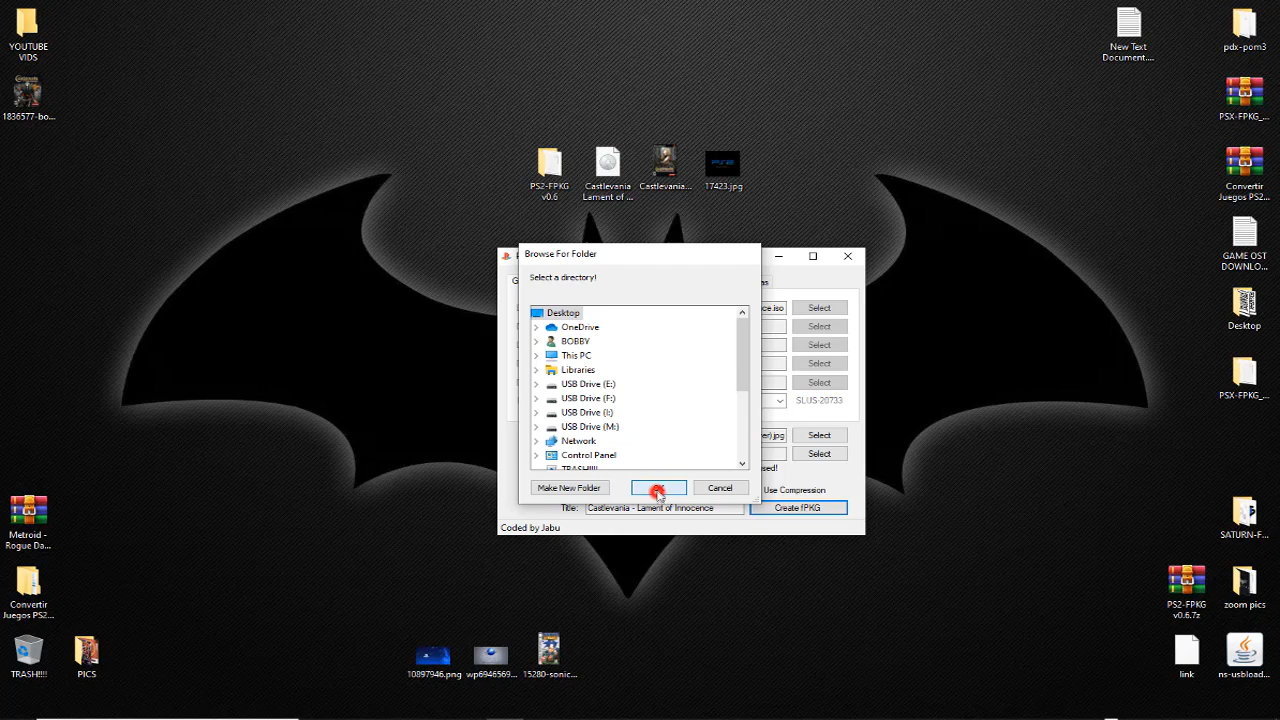 YOUTUBE
VIDS
1836577-bo...
New Text
Document....
pdx-pom3
PSX-FPKG_...
Convertir
Juegos PS2...
GAME OST
DOWNLO...
Desktop
PSX-FPKG_...
PS2-FPKG
v0.6
Castlevania
Lament of ...
Castlevania...
17423.jpg
Browse For Folder
Select a directory!
Desktop
OneDrive
BOBBY
This PC
Libraries
USB Drive (E:)
USB Drive (F:)
USB Drive (I:)
USB Drive (M:)
Network
Control Panel
TRASH!!!!
Make New Folder
Cancel
ce.iso
Select
Select
Select
Select
Select
SLUS-20733
er).jpg
Select
Select
Use Compression
Title:
Castlevania - Lament of Innocence
Create fPKG
Coded by Jabu
Metroid -
Rogue Da...
Convertir
Juegos PS2...
TRASH!!!!
PICS
10897946.png
wp6946569...
15280-sonic...
SATURN-F...
PS2-FPKG
v0.6.7z
zoom pics
link
ns-usbload...